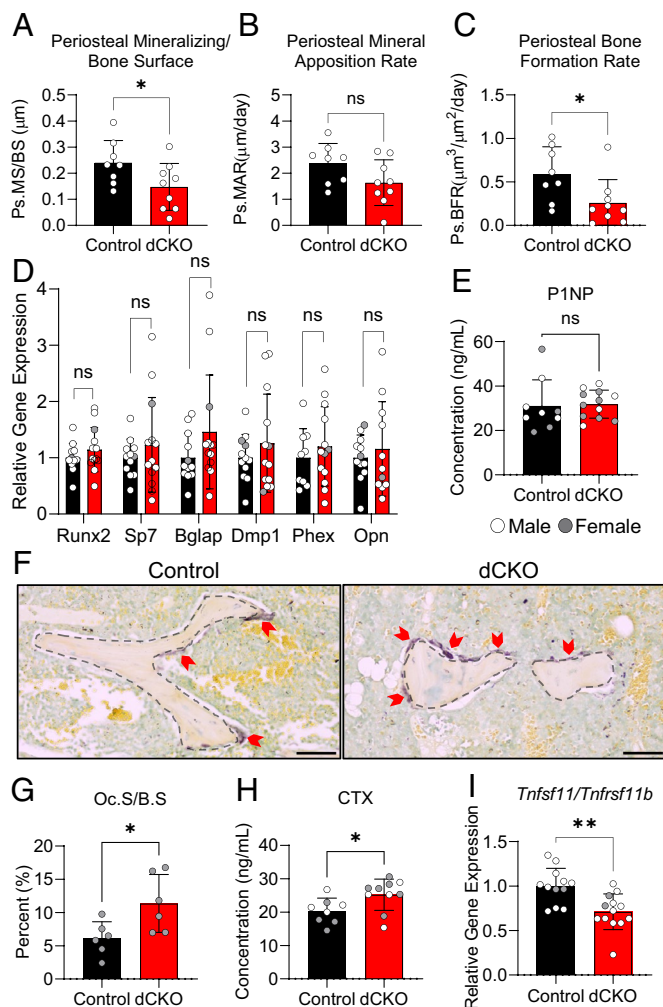 A
Periosteal Mineralizing/
Bone Surface
Ps.MS/BS (μm)
0.5
0.4
0.3
0.2
0.1
0.0
*
Control dCKO
B
Periosteal Mineral
Apposition Rate
Ps.MAR(μm/day)
5
4
3
2
1
0
ns
Control dCKO
C
Periosteal Bone
Formation Rate
Ps.BFR(μm³/μm²/day)
1.5
1.0
0.5
0.0
*
Control dCKO
D
Relative Gene Expression
4
3
2
1
0
ns
ns
ns
ns
ns
ns
Runx2 Sp7 Bglap Dmp1 Phex Opn
E
P1NP
Concentration (ng/mL)
60
40
20
0
ns
Control dCKO
Male Female
F
Control
dCKO
G
Oc.S/B.S
Percent (%)
20
15
10
5
0
*
Control dCKO
H
CTX
Concentration (ng/mL)
40
30
20
10
0
*
Control dCKO
I
Tnfsf11/Tnfrsf11b
Relative Gene Expression
1.5
1.0
0.5
0.0
**
Control dCKO